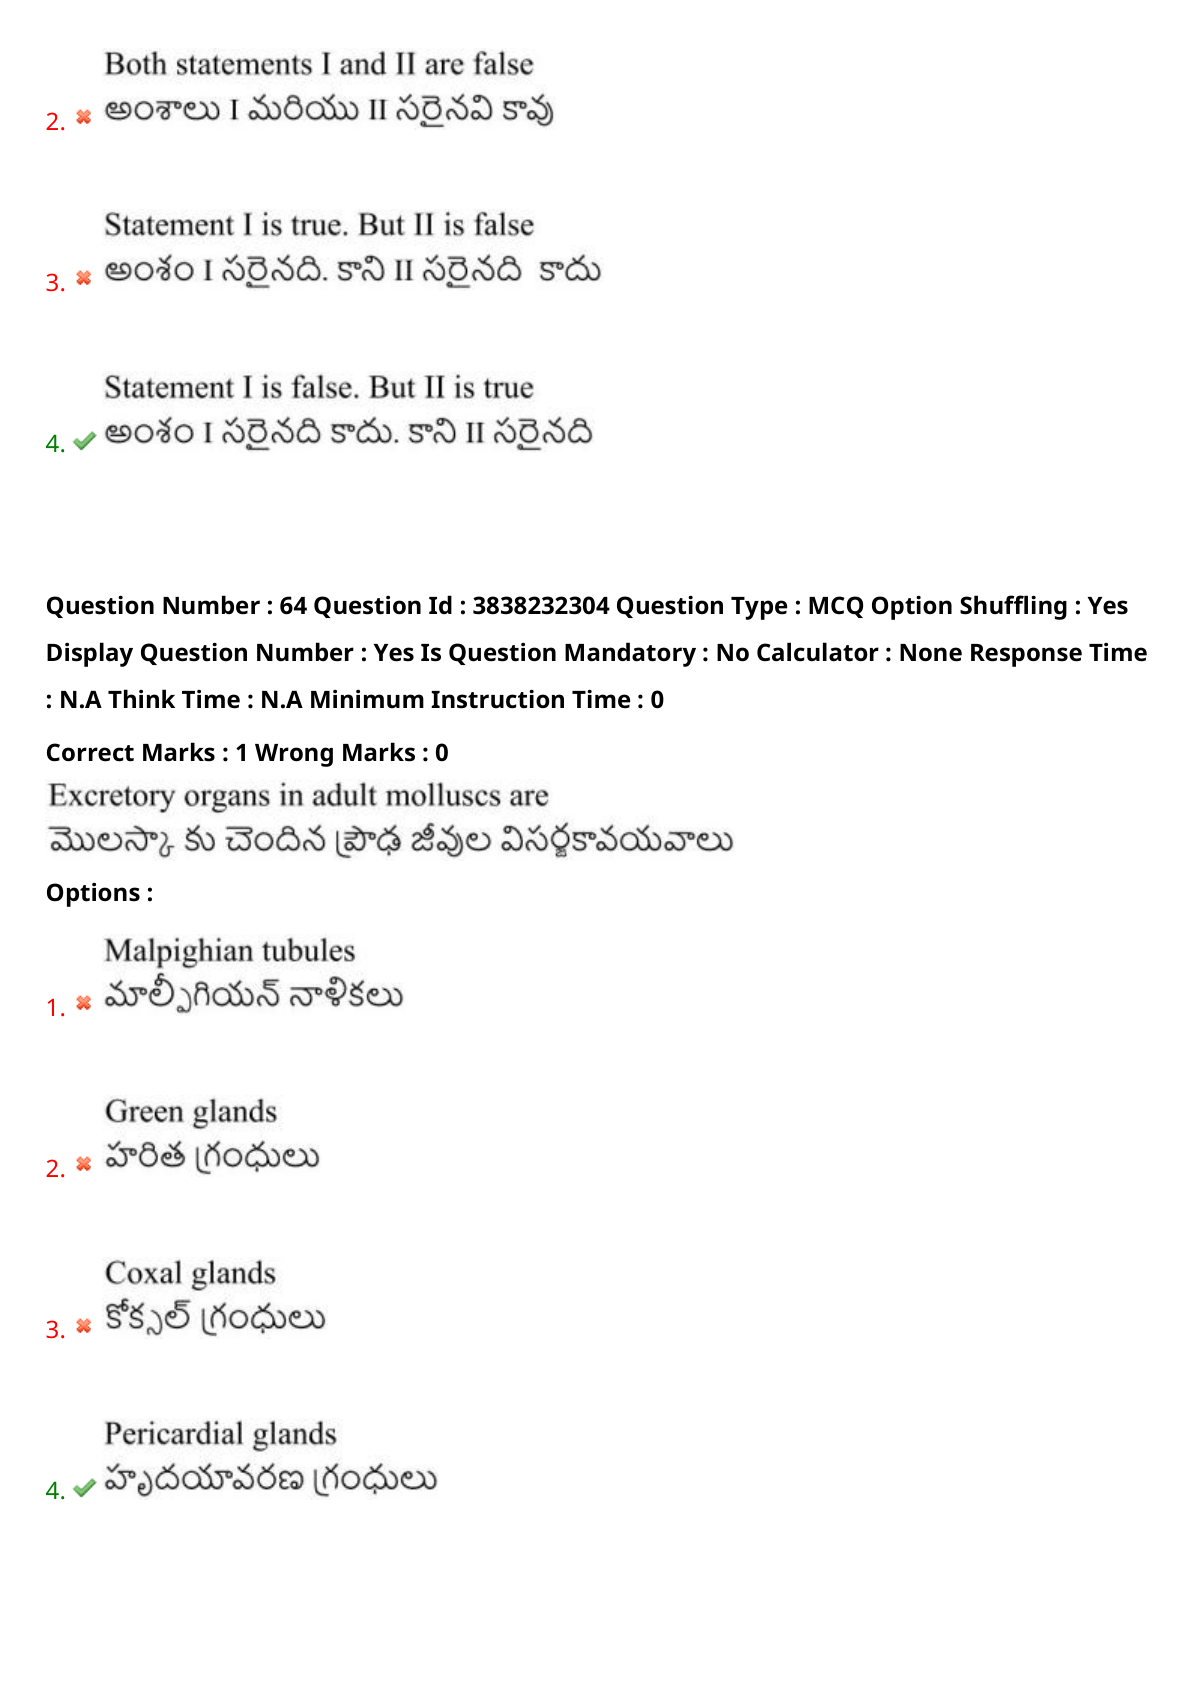 Both statements I and II are false
2. అంశాలు I మరియు II సరైనవి కావు
Statement I is true. But II is false
3. అంశం I సరైనది. కాని II సరైనది కాదు
Statement I is false. But II is true
4. అంశం I సరైనది కాదు. కాని II సరైనది
Question Number : 64 Question Id : 3838232304 Question Type : MCQ Option Shuffling : Yes
Display Question Number : Yes Is Question Mandatory : No Calculator : None Response Time
: N.A Think Time : N.A Minimum Instruction Time : 0
Correct Marks : 1 Wrong Marks : 0
Excretory organs in adult molluscs are
మొలస్కా కు చెందిన ప్రౌఢ జీవుల విసర్జకావయవాలు
Options :
Malpighian tubules
1. మాల్పీగియన్ నాళికలు
Green glands
2. హరిత గ్రంధులు
Coxal glands
3. కోక్సల్ గ్రంధులు
Pericardial glands
4. హృదయావరణ గ్రంధులు